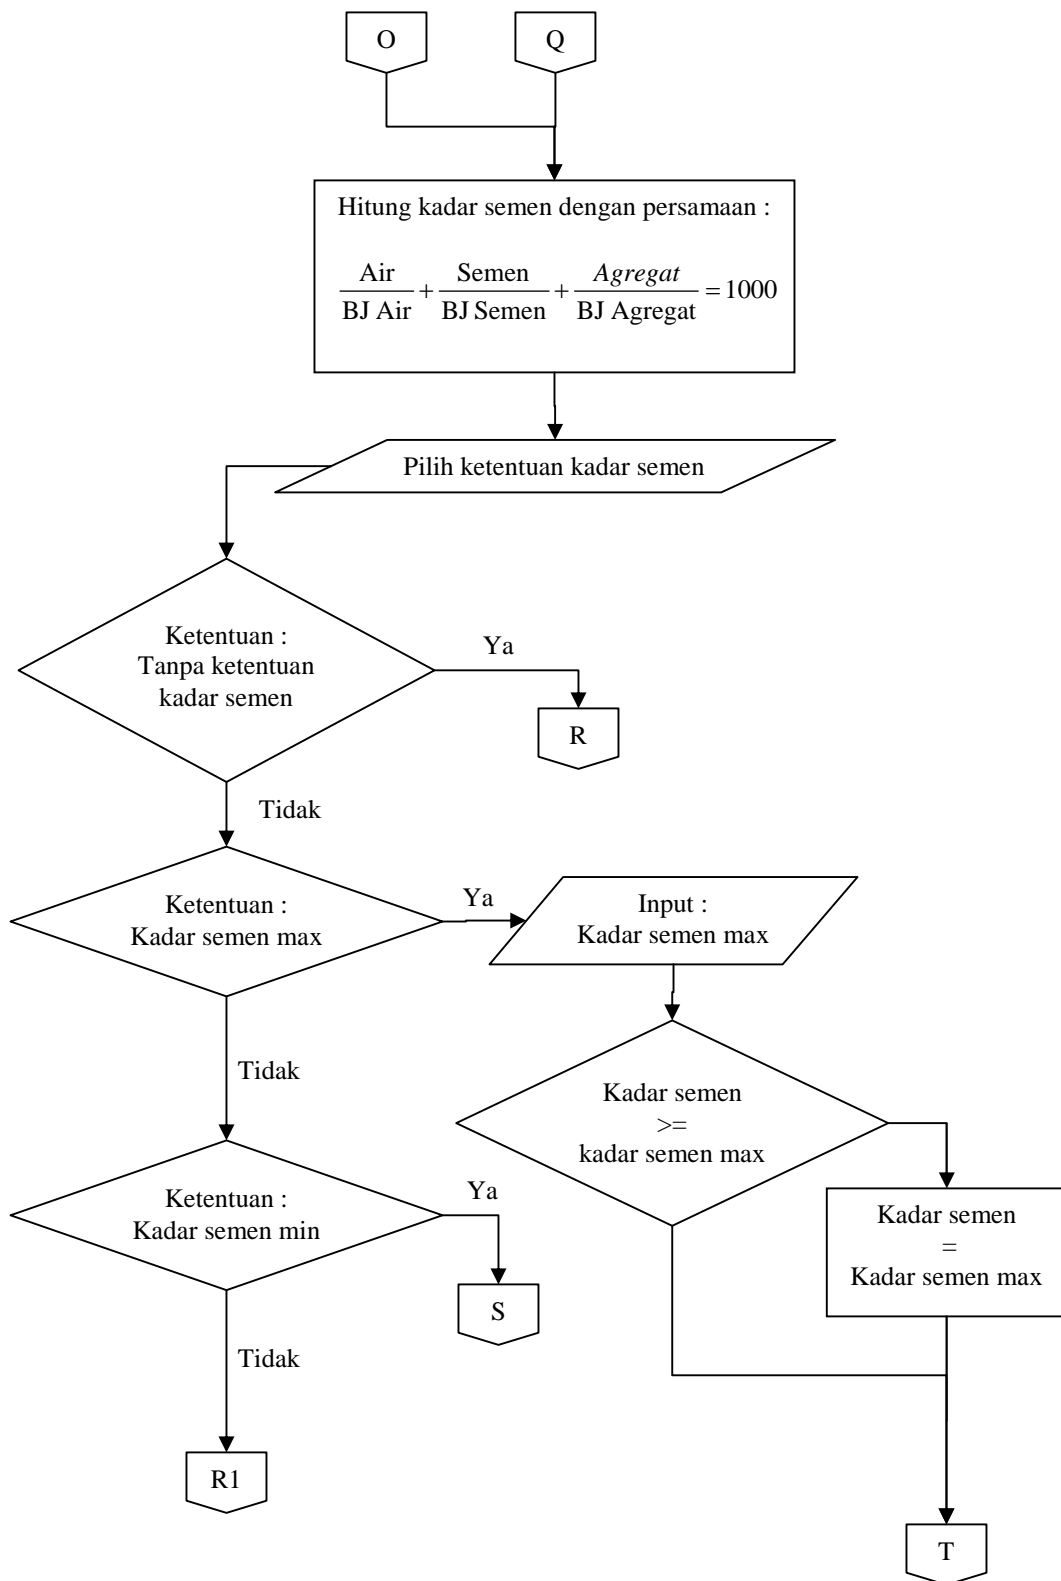 O
Q
Hitung kadar semen dengan persamaan :
Air/BJ Air + Semen/BJ Semen + Agregat/BJ Agregat = 1000
Pilih ketentuan kadar semen
Ketentuan :
Tanpa ketentuan
kadar semen
Ya
R
Tidak
Ketentuan :
Kadar semen max
Ya
Input :
Kadar semen max
Tidak
Kadar semen
>=
kadar semen max
Ketentuan :
Kadar semen min
Ya
Kadar semen
=
Kadar semen max
S
Tidak
R1
T